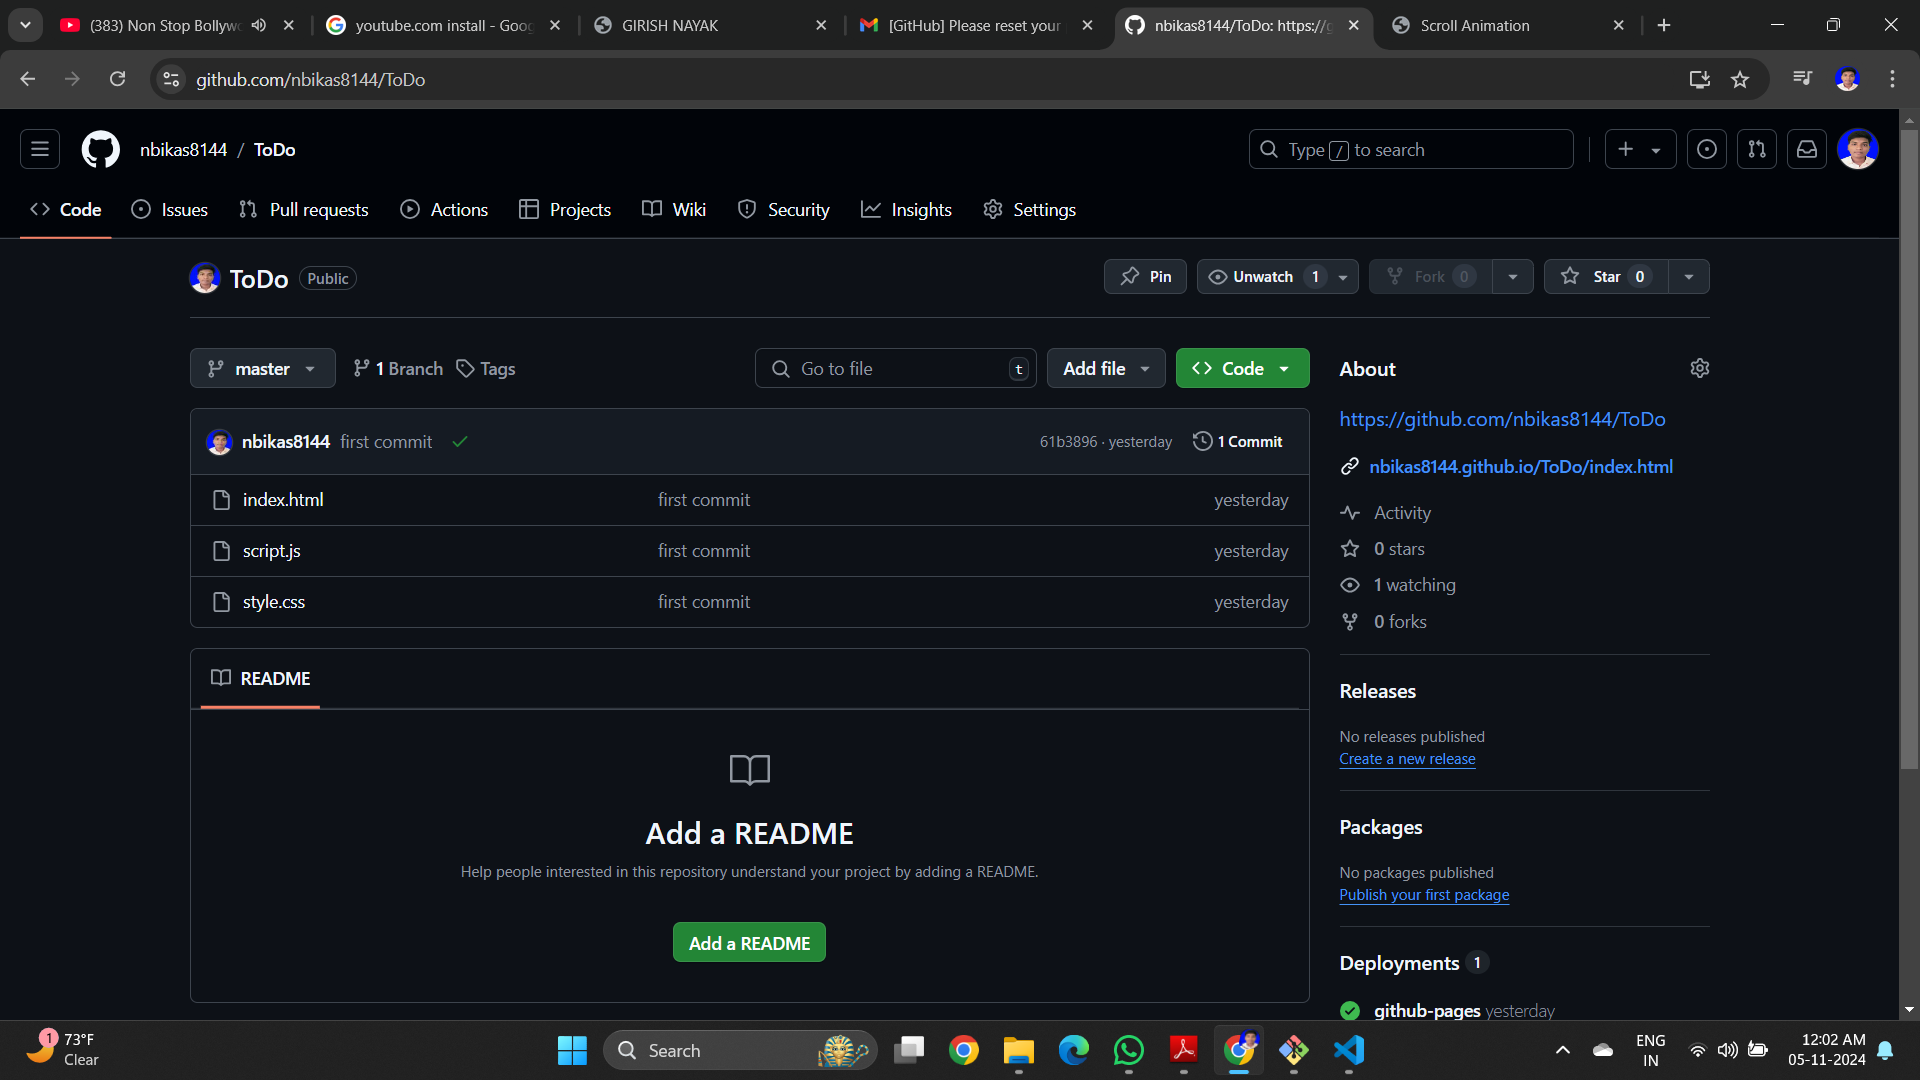 (383) Non Stop Bollyw
youtube.com install - Goog
GIRISH NAYAK
[GitHub] Please reset your
nbikas8144/ToDo: https://g
Scroll Animation
github.com/nbikas8144/ToDo
nbikas8144 / ToDo
Type / to search
Code
Issues
Pull requests
Actions
Projects
Wiki
Security
Insights
Settings
ToDo Public
Pin
Unwatch 1
Fork 0
Star 0
master
1 Branch
Tags
Go to file t
Add file
Code
nbikas8144 first commit
61b3896 · yesterday
1 Commit
index.html first commit yesterday
script.js first commit yesterday
style.css first commit yesterday
README
Add a README
Help people interested in this repository understand your project by adding a README.
Add a README
About
https://github.com/nbikas8144/ToDo
nbikas8144.github.io/ToDo/index.html
Activity
0 stars
1 watching
0 forks
Releases
No releases published
Create a new release
Packages
No packages published
Publish your first package
Deployments 1
github-pages yesterday
1
73°F
Clear
Search
ENG
IN
12:02 AM
05-11-2024